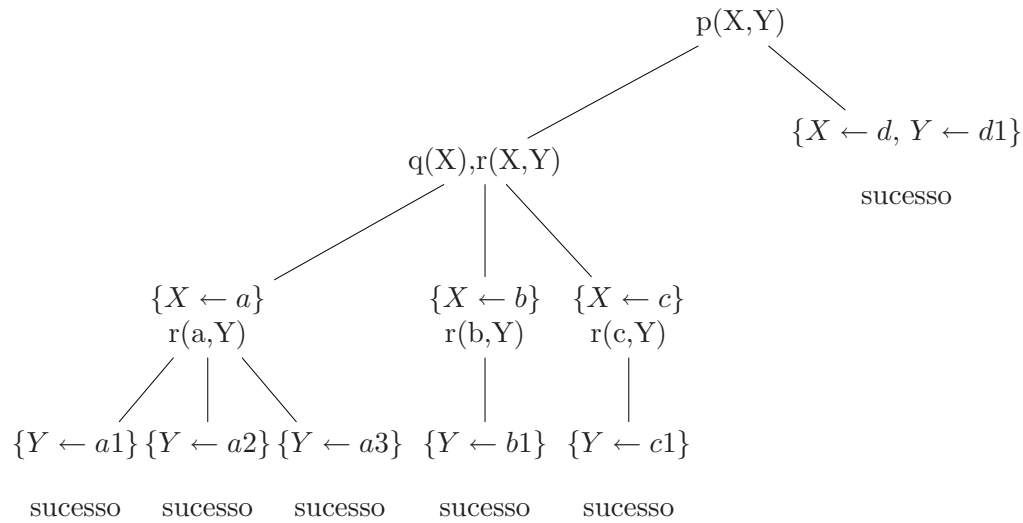 p(X,Y)
{X ← d, Y ← d1}
q(X),r(X,Y)
sucesso
{X ← a} {X ← b} {X ← c}
r(a,Y) r(b,Y) r(c,Y)
{Y ← a1} {Y ← a2} {Y ← a3} {Y ← b1} {Y ← c1}
sucesso sucesso sucesso sucesso sucesso